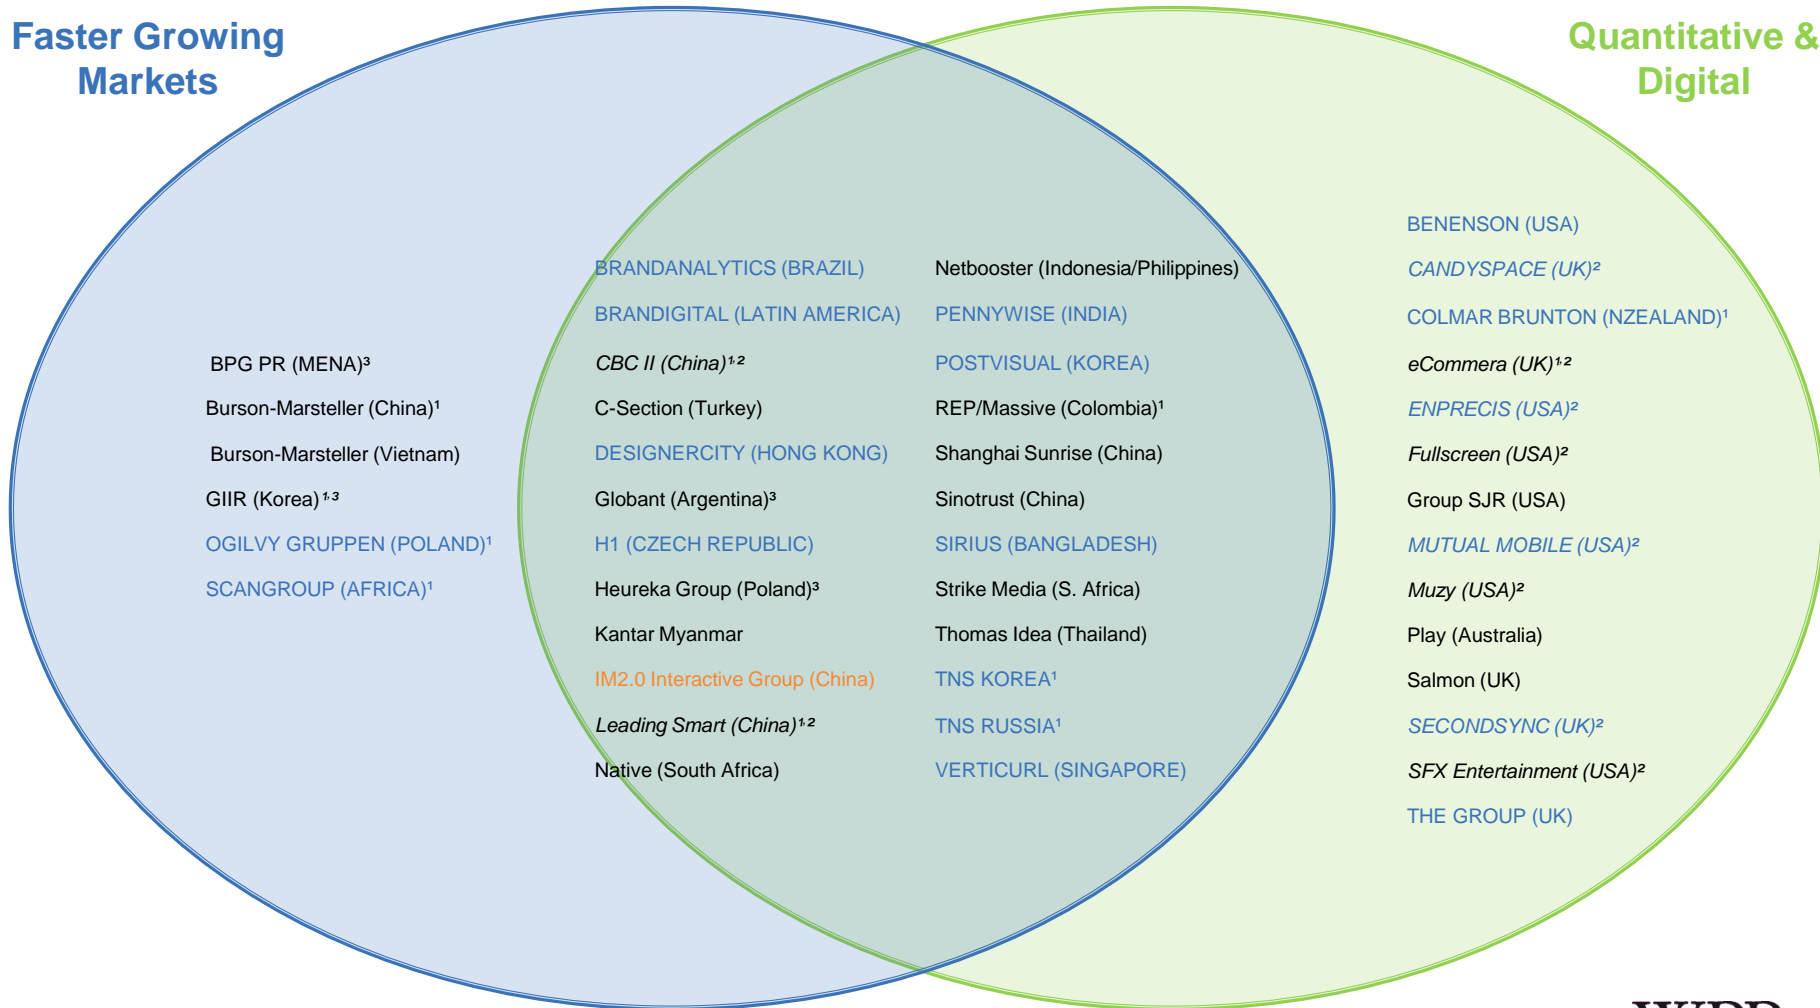 Faster Growing
Markets
Quantitative &
Digital
BPG PR (MENA)³
Burson-Marsteller (China)¹
Burson-Marsteller (Vietnam)
GIIR (Korea)¹·³
OGILVY GRUPPEN (POLAND)¹
SCANGROUP (AFRICA)¹
BRANDANALYTICS (BRAZIL)
BRANDIGITAL (LATIN AMERICA)
CBC II (China)¹·²
C-Section (Turkey)
DESIGNERCITY (HONG KONG)
Globant (Argentina)³
H1 (CZECH REPUBLIC)
Heureka Group (Poland)³
Kantar Myanmar
IM2.0 Interactive Group (China)
Leading Smart (China)¹·²
Native (South Africa)
Netbooster (Indonesia/Philippines)
PENNYWISE (INDIA)
POSTVISUAL (KOREA)
REP/Massive (Colombia)¹
Shanghai Sunrise (China)
Sinotrust (China)
SIRIUS (BANGLADESH)
Strike Media (S. Africa)
Thomas Idea (Thailand)
TNS KOREA¹
TNS RUSSIA¹
VERTICURL (SINGAPORE)
BENENSON (USA)
CANDYSPACE (UK)²
COLMAR BRUNTON (NZEALAND)¹
eCommera (UK)¹·²
ENPRECIS (USA)²
Fullscreen (USA)²
Group SJR (USA)
MUTUAL MOBILE (USA)²
Muzy (USA)²
Play (Australia)
Salmon (UK)
SECONDSYNC (UK)²
SFX Entertainment (USA)²
THE GROUP (UK)
WPP